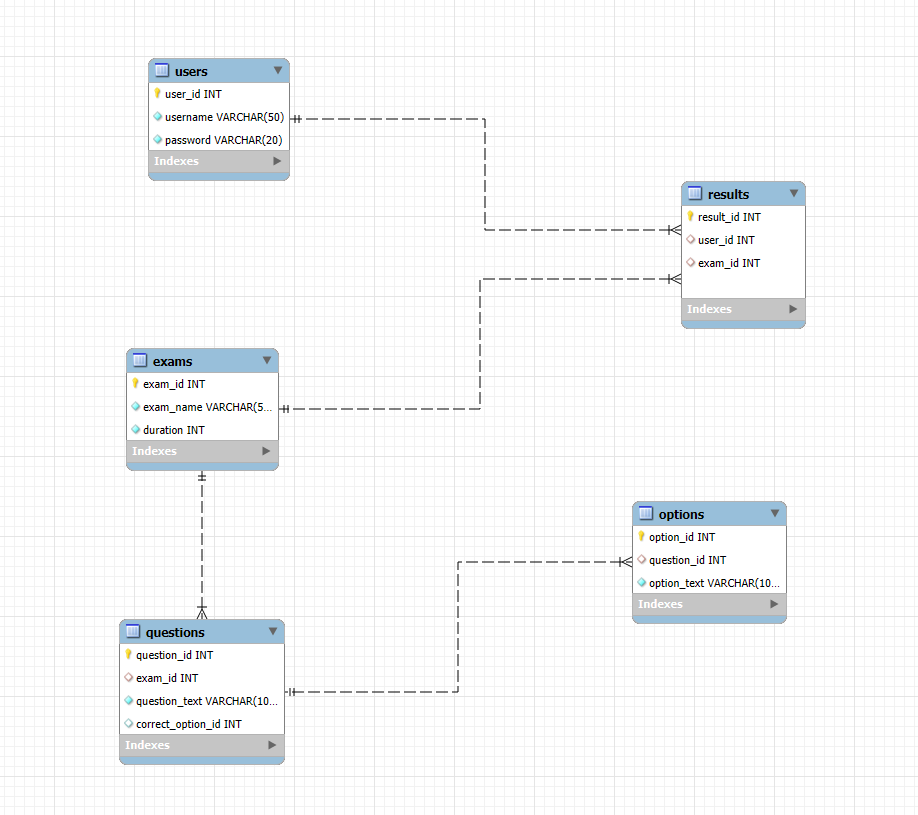 users
user_id INT
username VARCHAR(50)
password VARCHAR(20)
Indexes
results
result_id INT
user_id INT
exam_id INT
Indexes
exams
exam_id INT
exam_name VARCHAR(5...
duration INT
Indexes
options
option_id INT
question_id INT
option_text VARCHAR(10...
Indexes
questions
question_id INT
exam_id INT
question_text VARCHAR(10...
correct_option_id INT
Indexes